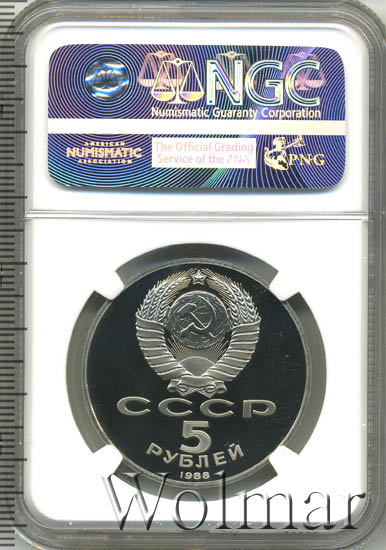 NGC
Numismatic Guaranty Corporation
AMERICAN
NUMISMATIC
ASSOCIATION
The Official Grading
Service of the PNG
PNG
СССР
5
РУБЛЕЙ
1988
Wolmar